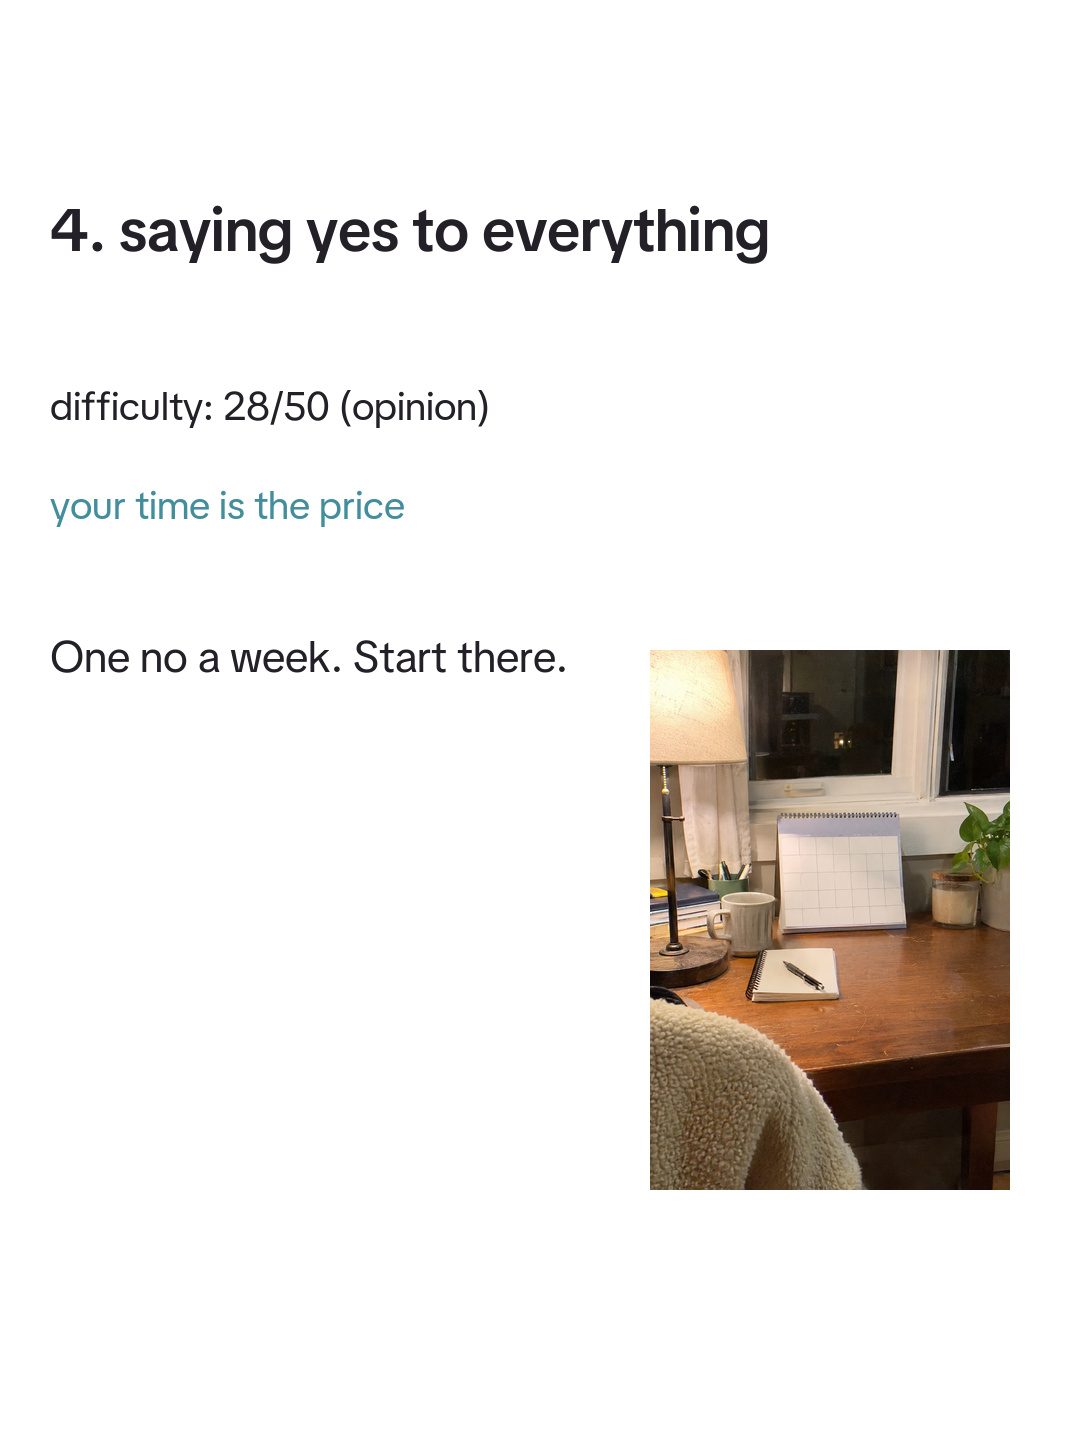 4. saying yes to everything
difficulty: 28/50 (opinion)
your time is the price
One no a week. Start there.